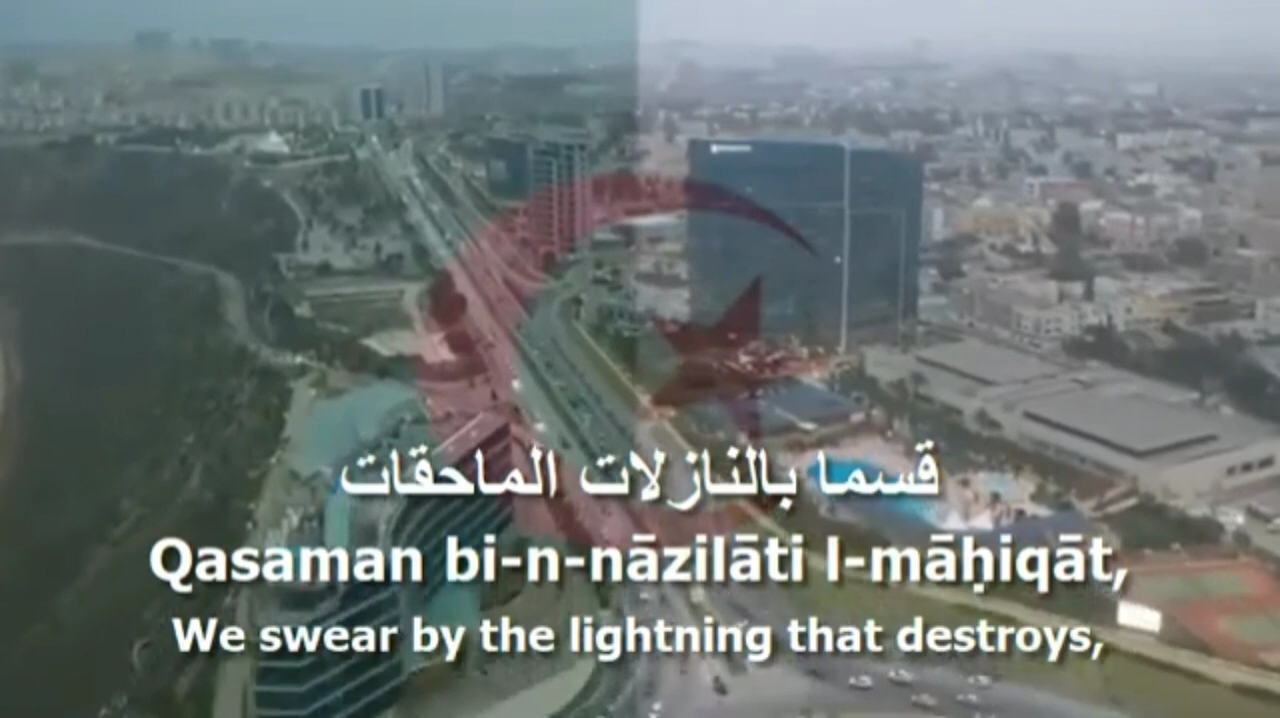 قسما بالنازلات الماحقات
Qasaman bi-n-nāzilāti l-māḥiqāt,
We swear by the lightning that destroys,